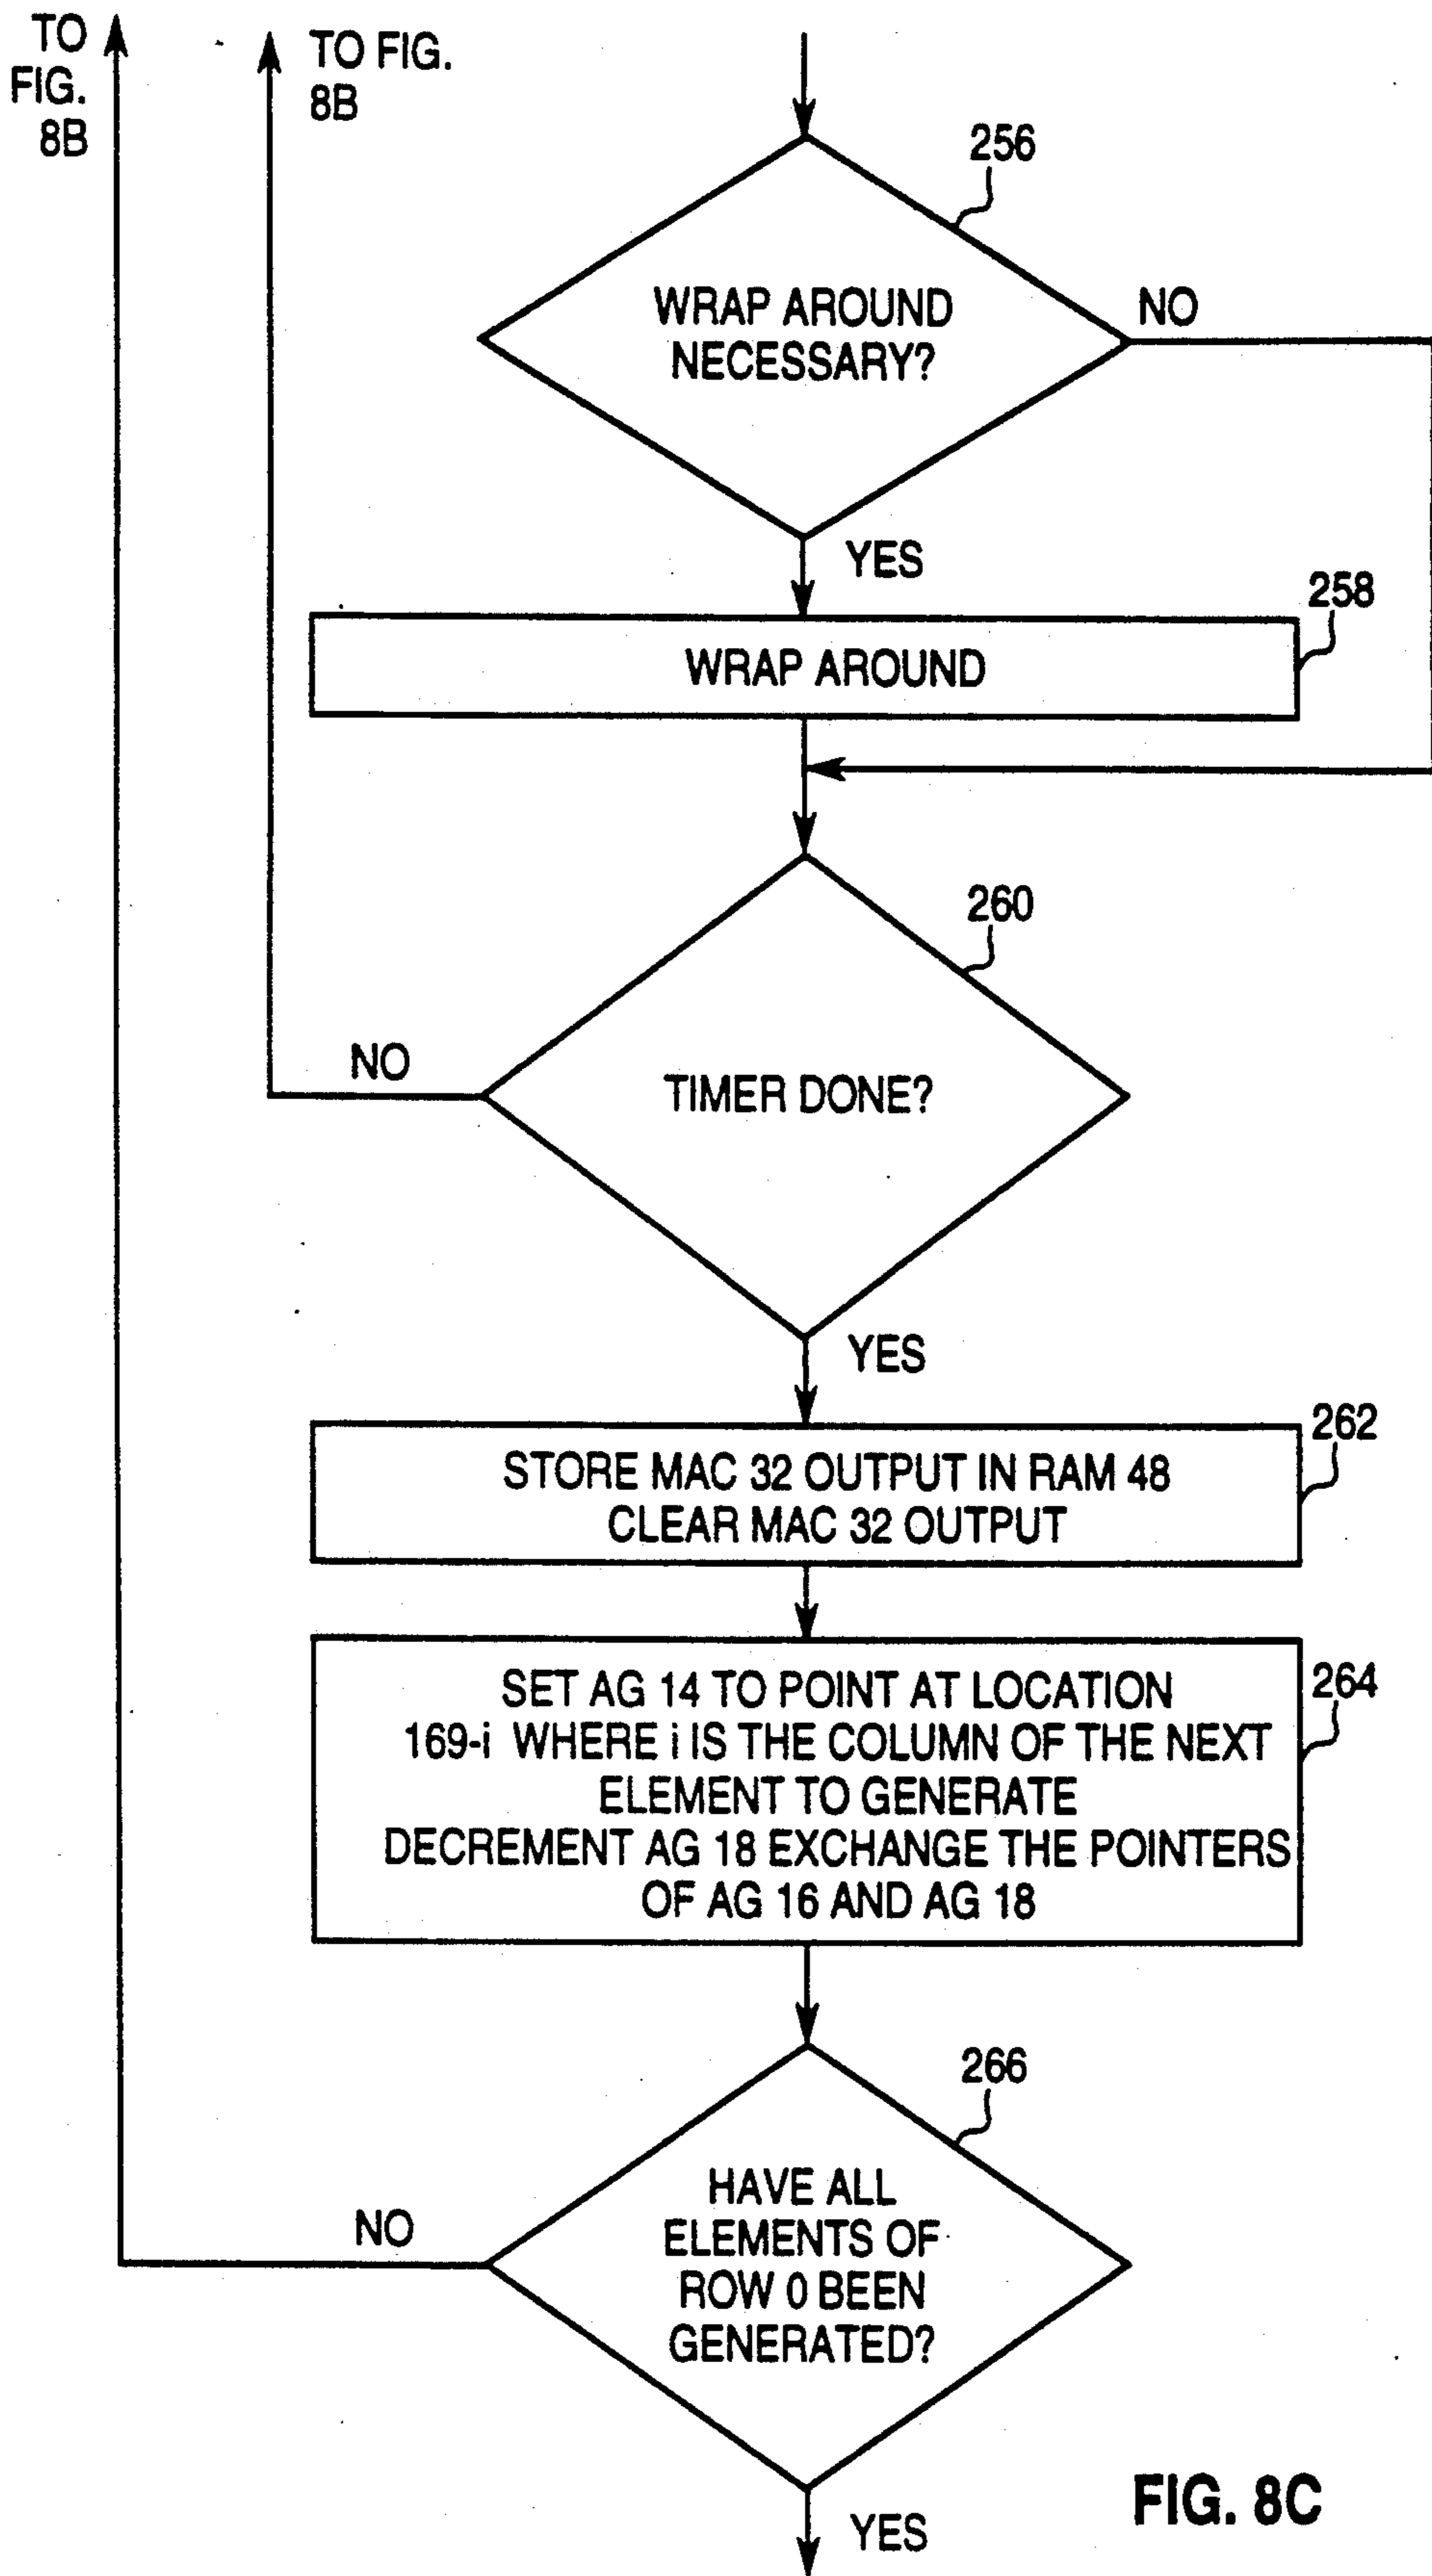 TO
FIG.
8B
TO FIG.
8B
256
WRAP AROUND
NECESSARY?
NO
YES
258
WRAP AROUND
260
NO
TIMER DONE?
YES
262
STORE MAC 32 OUTPUT IN RAM 48
CLEAR MAC 32 OUTPUT
264
SET AG 14 TO POINT AT LOCATION
169-i WHERE i IS THE COLUMN OF THE NEXT
ELEMENT TO GENERATE
DECREMENT AG 18 EXCHANGE THE POINTERS
OF AG 16 AND AG 18
266
NO
HAVE ALL
ELEMENTS OF
ROW 0 BEEN
GENERATED?
YES
FIG. 8C